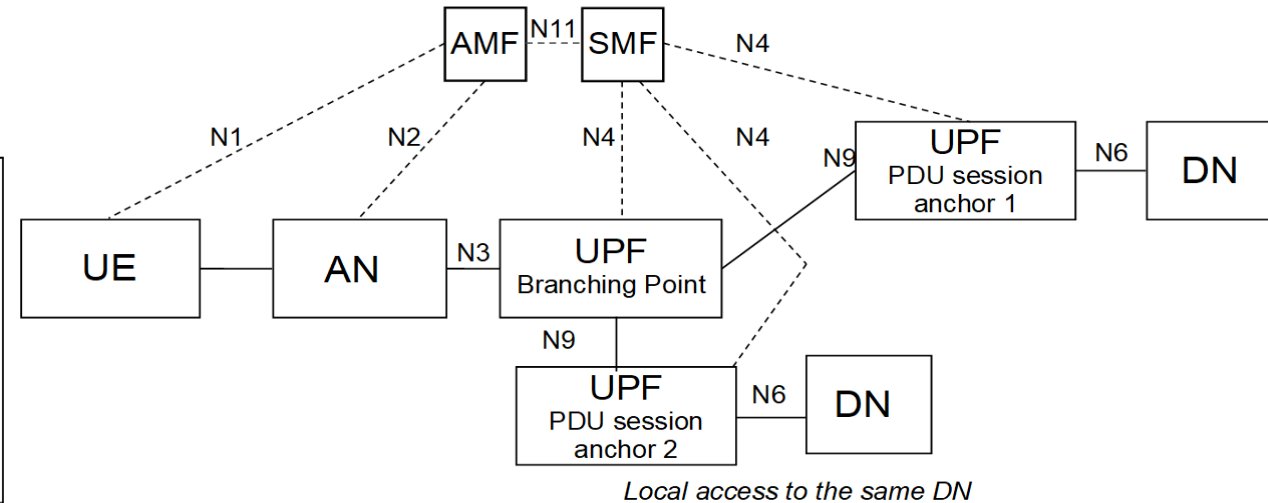 AMF
N11
SMF
N4
N1
N2
N4
N4
UPF
PDU session
anchor 1
N9
N6
DN
UE
AN
N3
UPF
Branching Point
N9
UPF
PDU session
anchor 2
N6
DN
Local access to the same DN